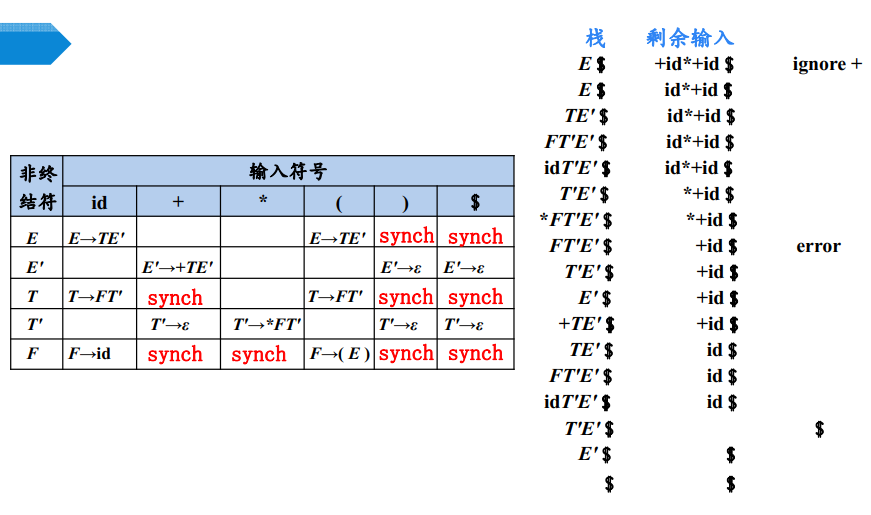 非终结符 输入符号
id + * ( ) $
E E→TE' E→TE' synch synch
E' E'→+TE' E'→ε E'→ε
T T→FT' synch T→FT' synch synch
T' T'→ε T'→*FT' T'→ε T'→ε
F F→id synch synch F→( E ) synch synch
栈 剩余输入
E $ +id*+id $ ignore +
E $ id*+id $
TE' $ id*+id $
FT'E' $ id*+id $
idT'E' $ id*+id $
T'E' $ *+id $
*FT'E' $ *+id $
FT'E' $ +id $ error
T'E' $ +id $
E' $ +id $
+TE' $ +id $
TE' $ id $
FT'E' $ id $
idT'E' $ id $
T'E' $ $
E' $ $
$ $